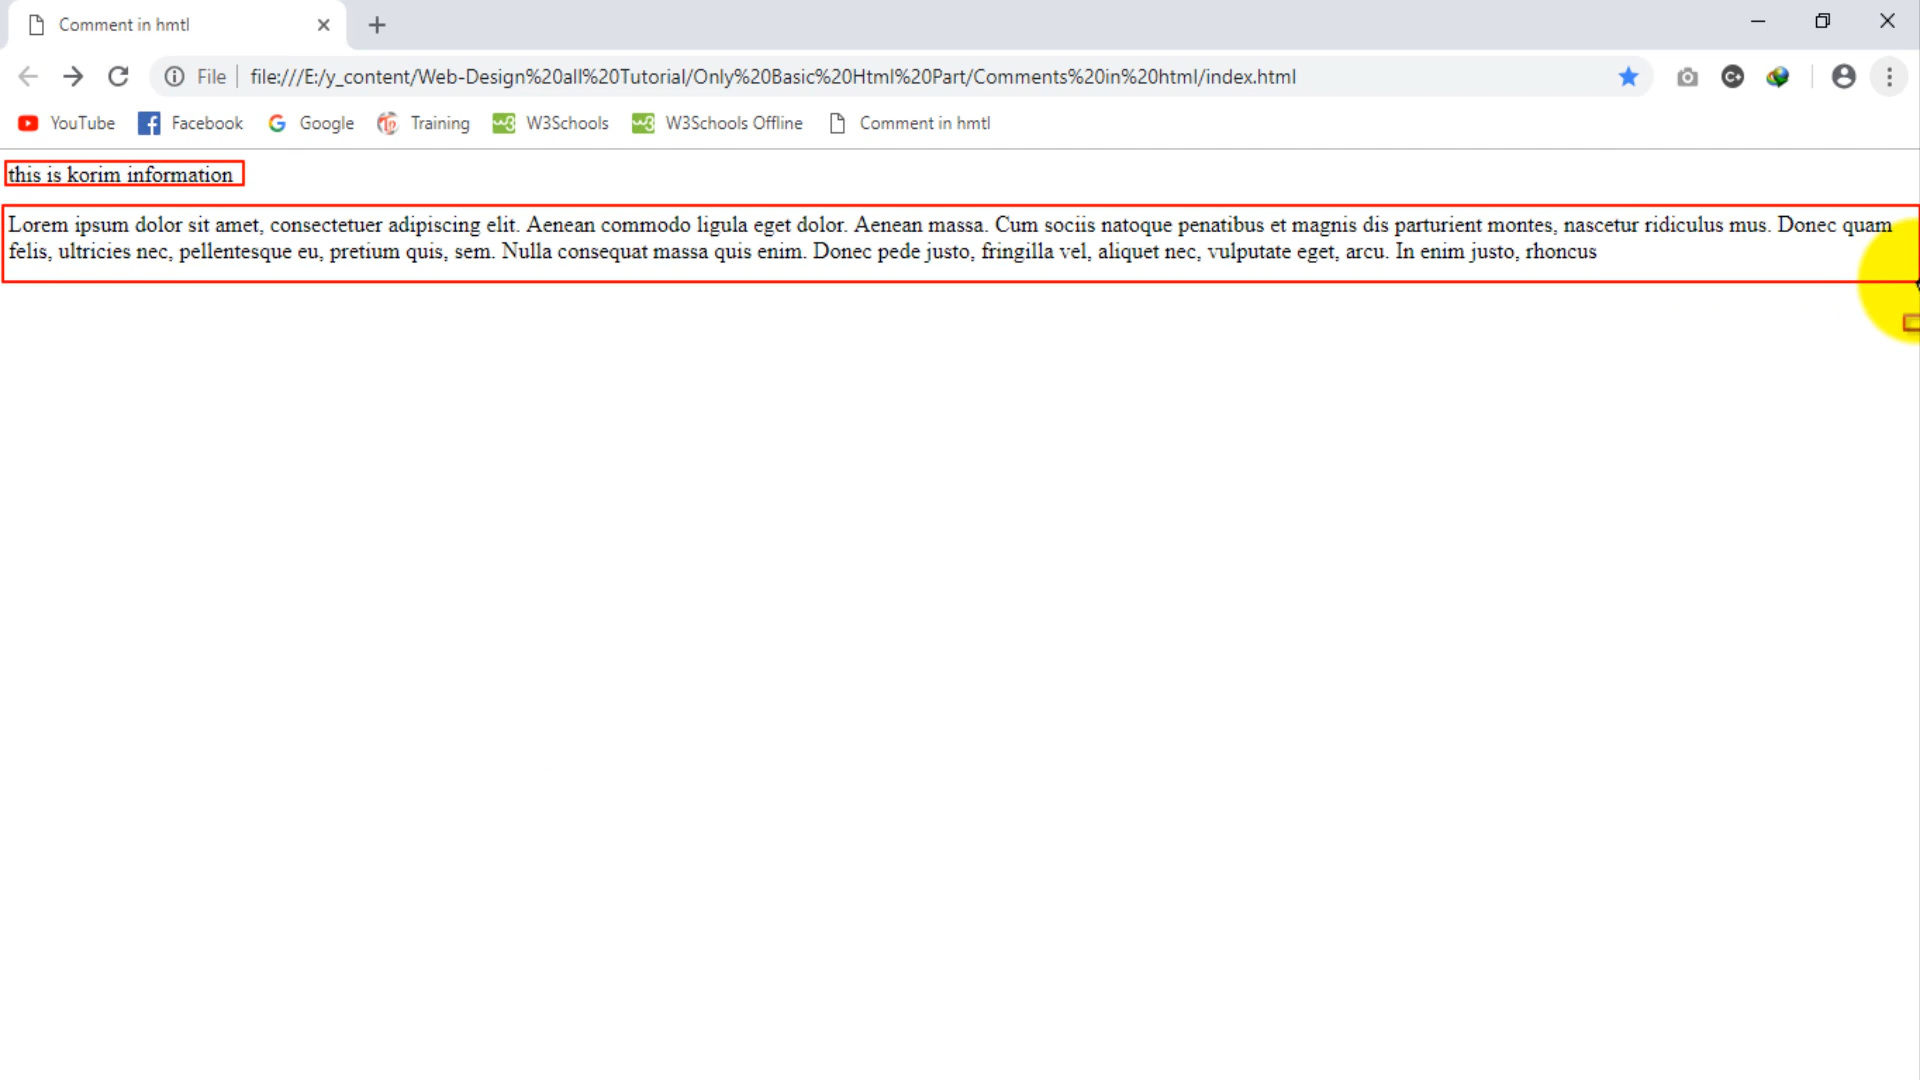 Comment in hmtl
File
file:///E:/y_content/Web-Design%20all%20Tutorial/Only%20Basic%20Html%20Part/Comments%20in%20html/index.html
YouTube Facebook Google Training W3Schools W3Schools Offline Comment in hmtl
this is korim information
Lorem ipsum dolor sit amet, consectetuer adipiscing elit. Aenean commodo ligula eget dolor. Aenean massa. Cum sociis natoque penatibus et magnis dis parturient montes, nascetur ridiculus mus. Donec quam
felis, ultricies nec, pellentesque eu, pretium quis, sem. Nulla consequat massa quis enim. Donec pede justo, fringilla vel, aliquet nec, vulputate eget, arcu. In enim justo, rhoncus